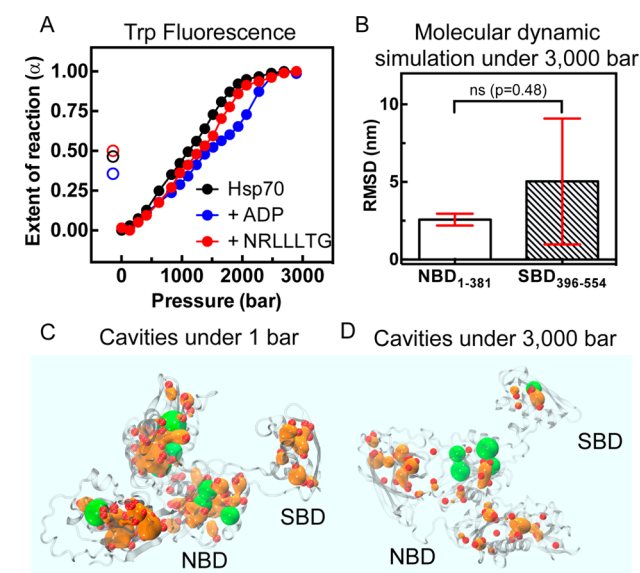 A
Trp Fluorescence
Extent of reaction (α)
1.00
0.75
0.50
0.25
0.00
Hsp70
+ ADP
+ NRLLLTG
0
1000
2000
3000
Pressure (bar)
B
Molecular dynamic
simulation under 3,000 bar
RMSD (nm)
10
5
0
ns (p=0.48)
NBD1-381
SBD396-554
C
Cavities under 1 bar
SBD
NBD
D
Cavities under 3,000 bar
SBD
NBD